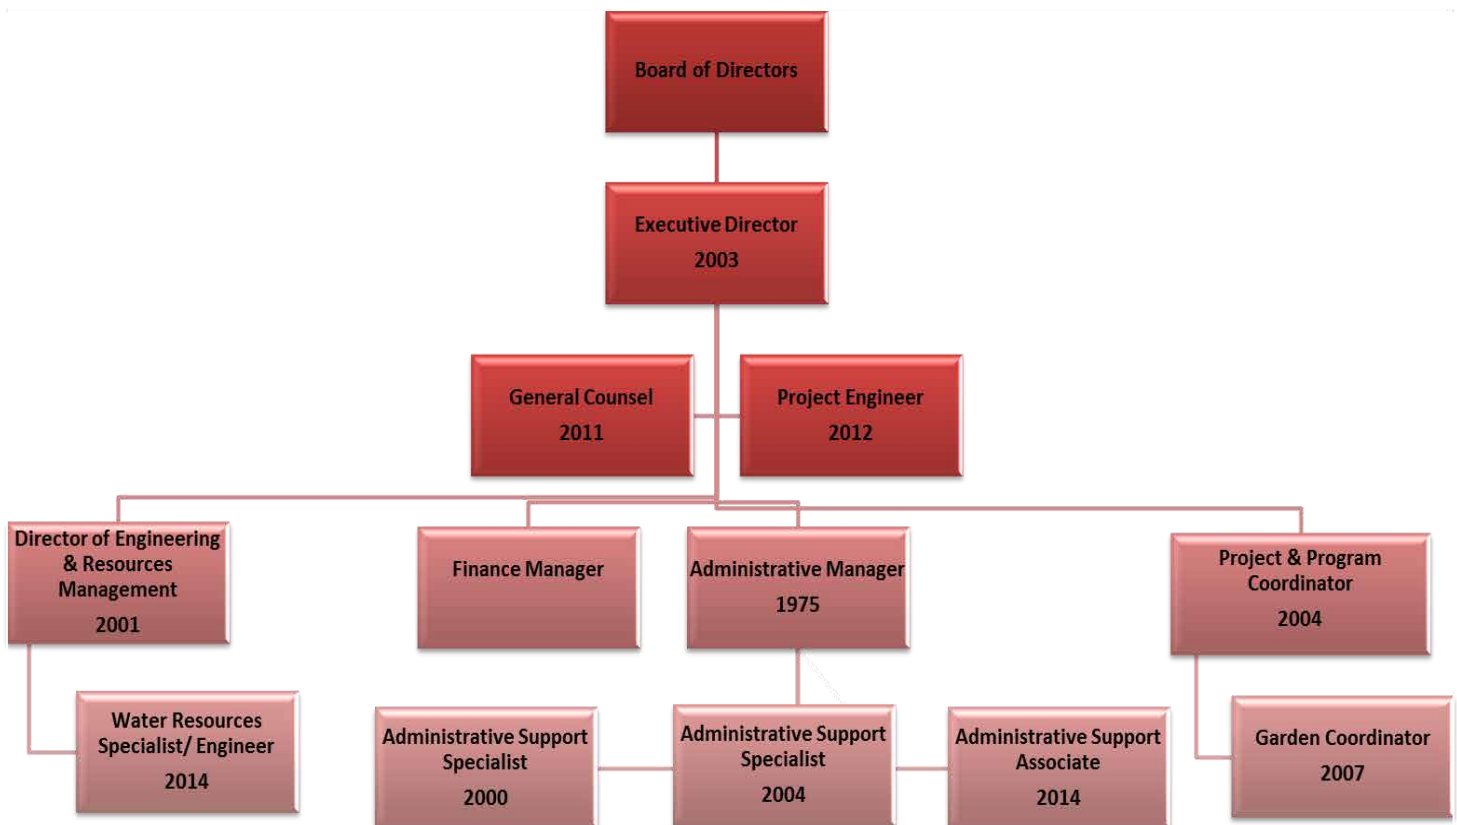 Board of Directors
Executive Director
2003
General Counsel
2011
Project Engineer
2012
Director of Engineering
& Resources
Management
2001
Finance Manager
Administrative Manager
1975
Project & Program
Coordinator
2004
Water Resources
Specialist/ Engineer
2014
Administrative Support
Specialist
2000
Administrative Support
Specialist
2004
Administrative Support
Associate
2014
Garden Coordinator
2007